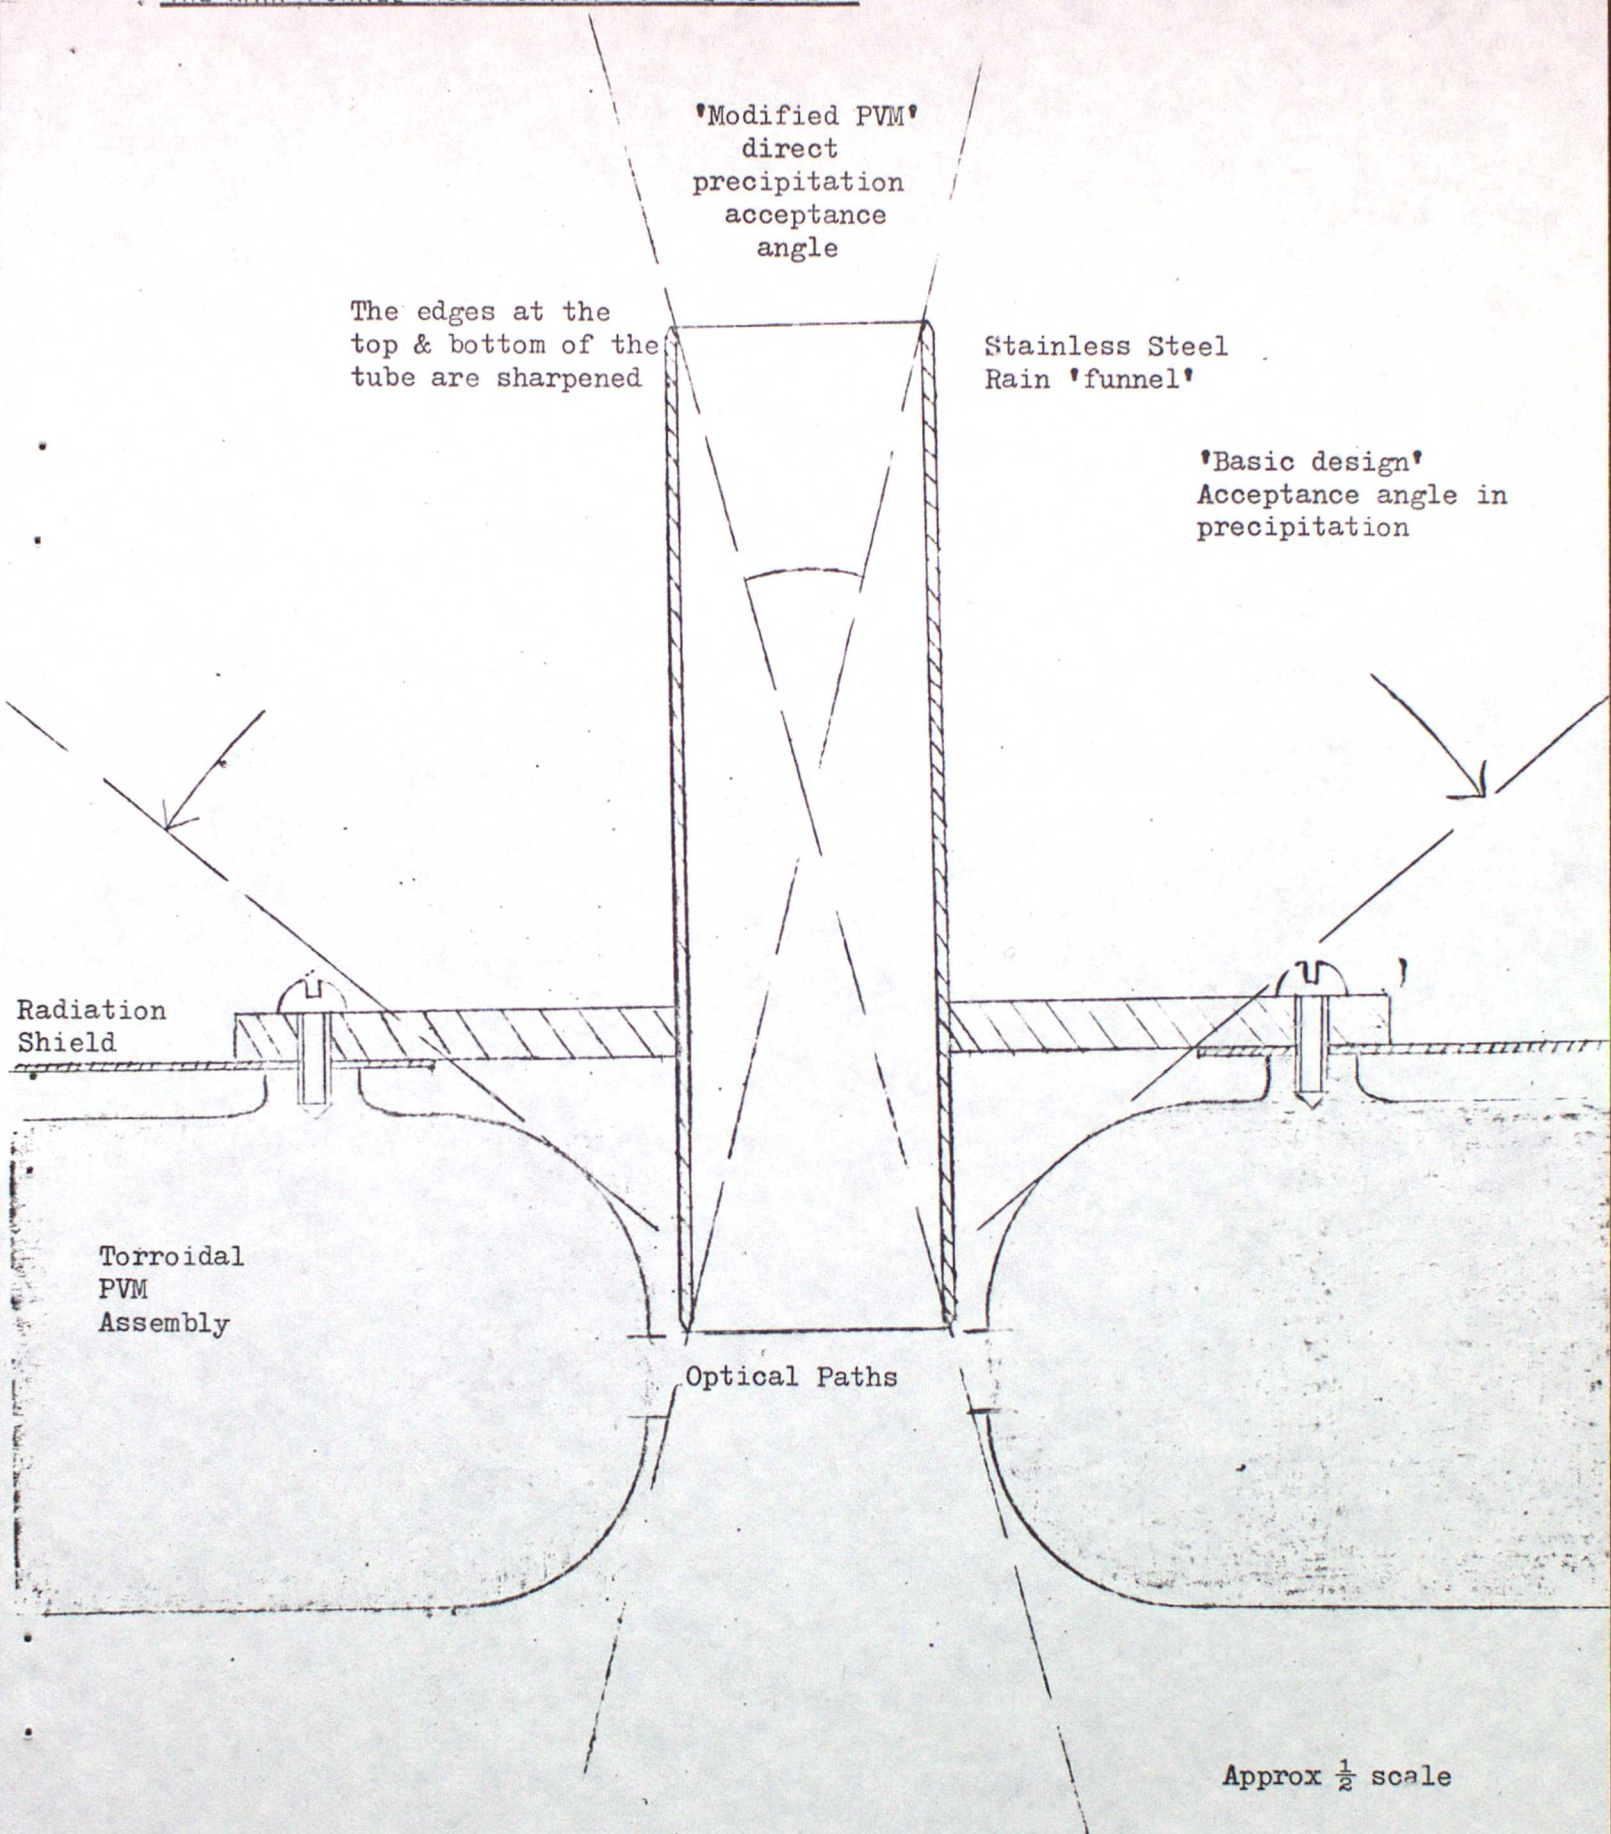 'Modified PVM'
direct
precipitation
acceptance
angle
The edges at the
top & bottom of the
tube are sharpened
Stainless Steel
Rain 'funnel'
'Basic design'
Acceptance angle in
precipitation
Radiation
Shield
Torroidal
PVM
Assembly
Optical Paths
Approx ½ scale